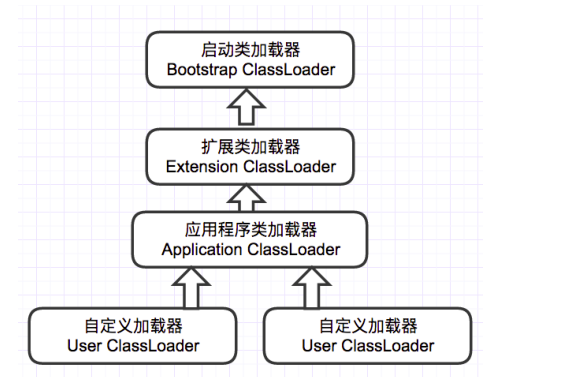 启动类加载器
Bootstrap ClassLoader
扩展类加载器
Extension ClassLoader
应用程序类加载器
Application ClassLoader
自定义加载器
User ClassLoader
自定义加载器
User ClassLoader